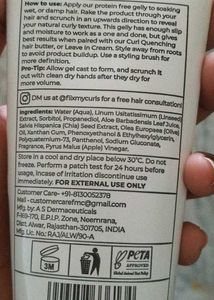 How to use: Apply our protein free gelly to soaking
wet, or damp hair. Work through your hair and
scrunch in an upwards direction to reveal
your natural curly texture. This gelly has enough slip
and moisture to work as a one and done, but gives
best results when paired with our Curl Quenching
hair butter, or Leave In Cream. Style away from roots
to avoid product buildup. Use a styling brush for
more definition.
Pro-Tip: Allow gel cast to form, and scrunch it
out with clean dry hands after they dry for
more volume.
DM us at @fixmycurls for a free hair consultation!
Ingredients: Water (Aqua), Linum Usitatissimum (Linseed)
Extract, Sorbitol, Propanediol, Aloe Barbadensis Leaf Juice,
Salvia Hispanica (Chia) Seed Extract, Olea Europea (Olive)
Oil, Xanthan Gum, Phenoxyethanol & Ethylhexylglycerin,
Polyquaternium-73, Panthenol, Sodium Gluconate,
Fragrance, Pyrus Malus (Apple) Vinegar.
Store in a cool and dry place below 30°C. Do not
freeze. Perform a patch test for 24 hours before
usage, incase of irritation discontinue use
immediately. FOR EXTERNAL USE ONLY
Customer Care- +91 8130052378
Mail - customercarefmc@gmail.com
Mfg. by: A S Dermaceuticals
F-169-170, E.P.I.P. Zone, Neemrana,
Distt. Alwar, Rajasthan-301705, INDIA
Mfg. Lic. No.: RAJ/ALW/90-A
3M
PETA
APPROVED
Global Animal Test Policy